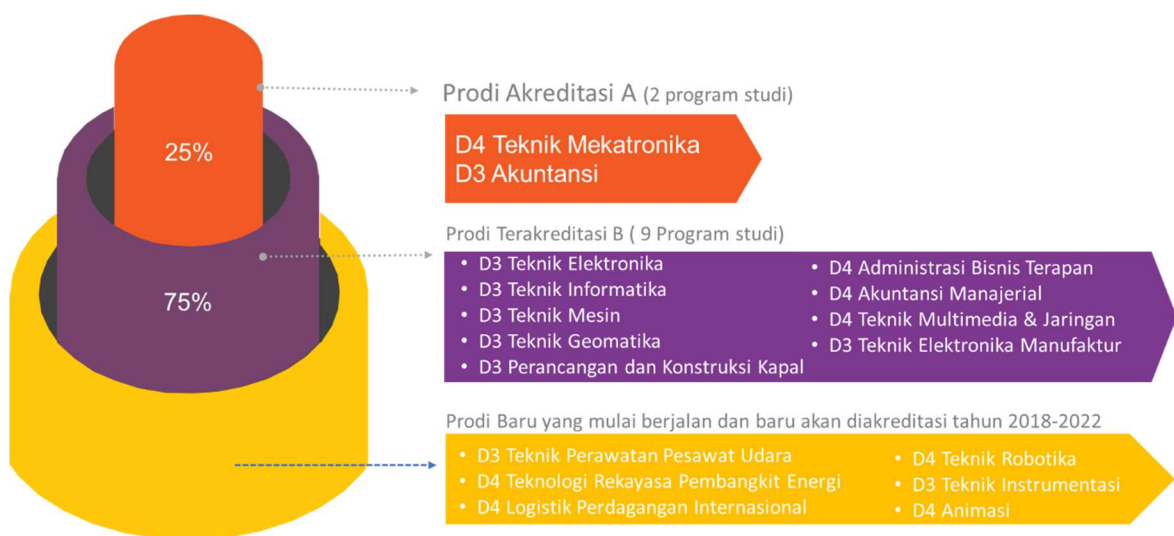 25%
75%
Prodi Akreditasi A (2 program studi)
D4 Teknik Mekatronika
D3 Akuntansi
Prodi Terakreditasi B ( 9 Program studi)
• D3 Teknik Elektronika
• D3 Teknik Informatika
• D3 Teknik Mesin
• D3 Teknik Geomatika
• D3 Perancangan dan Konstruksi Kapal
• D4 Administrasi Bisnis Terapan
• D4 Akuntansi Manajerial
• D4 Teknik Multimedia & Jaringan
• D3 Teknik Elektronika Manufaktur
Prodi Baru yang mulai berjalan dan baru akan diakreditasi tahun 2018-2022
• D3 Teknik Perawatan Pesawat Udara
• D4 Teknologi Rekayasa Pembangkit Energi
• D4 Logistik Perdagangan Internasional
• D4 Teknik Robotika
• D3 Teknik Instrumentasi
• D4 Animasi